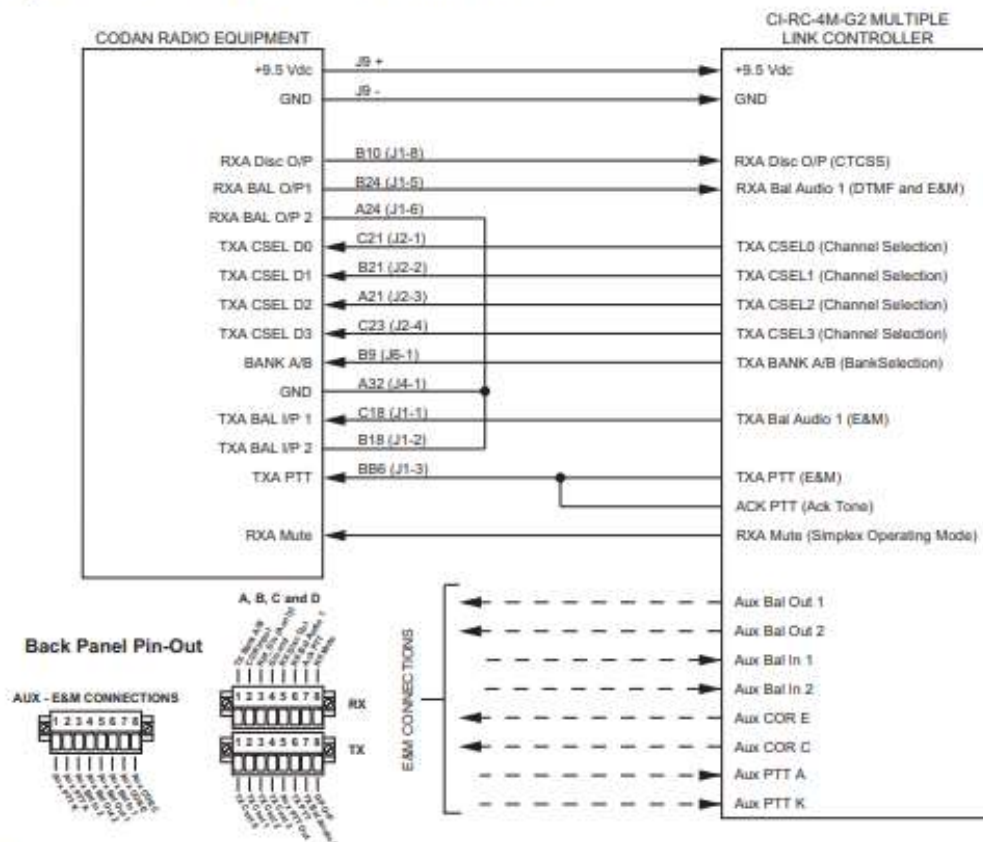 CODAN RADIO EQUIPMENT
CI-RC-4M-G2 MULTIPLE
LINK CONTROLLER
+9.5 Vdc J9 + +9.5 Vdc
GND J9 - GND
RXA Disc O/P B10 (J1-8) RXA Disc O/P (CTCSS)
RXA BAL O/P1 B24 (J1-5) RXA Bal Audio 1 (DTMF and E&M)
RXA BAL O/P 2 A24 (J1-6)
TXA CSEL D0 C21 (J2-1) TXA CSEL0 (Channel Selection)
TXA CSEL D1 B21 (J2-2) TXA CSEL1 (Channel Selection)
TXA CSEL D2 A21 (J2-3) TXA CSEL2 (Channel Selection)
TXA CSEL D3 C23 (J2-4) TXA CSEL3 (Channel Selection)
BANK A/B B9 (J6-1) TXA BANK A/B (BankSelection)
GND A32 (J4-1)
TXA BAL I/P 1 C18 (J1-1) TXA Bal Audio 1 (E&M)
TXA BAL I/P 2 B18 (J1-2)
TXA PTT BB6 (J1-3) TXA PTT (E&M)
ACK PTT (Ack Tone)
RXA Mute RXA Mute (Simplex Operating Mode)
A, B, C and D
Back Panel Pin-Out
AUX - E&M CONNECTIONS
1 2 3 4 5 6 7 8
1 2 3 4 5 6 7 8 RX
1 2 3 4 5 6 7 8 TX
E&M CONNECTIONS
Aux Bal Out 1
Aux Bal Out 2
Aux Bal In 1
Aux Bal In 2
Aux COR E
Aux COR C
Aux PTT A
Aux PTT K